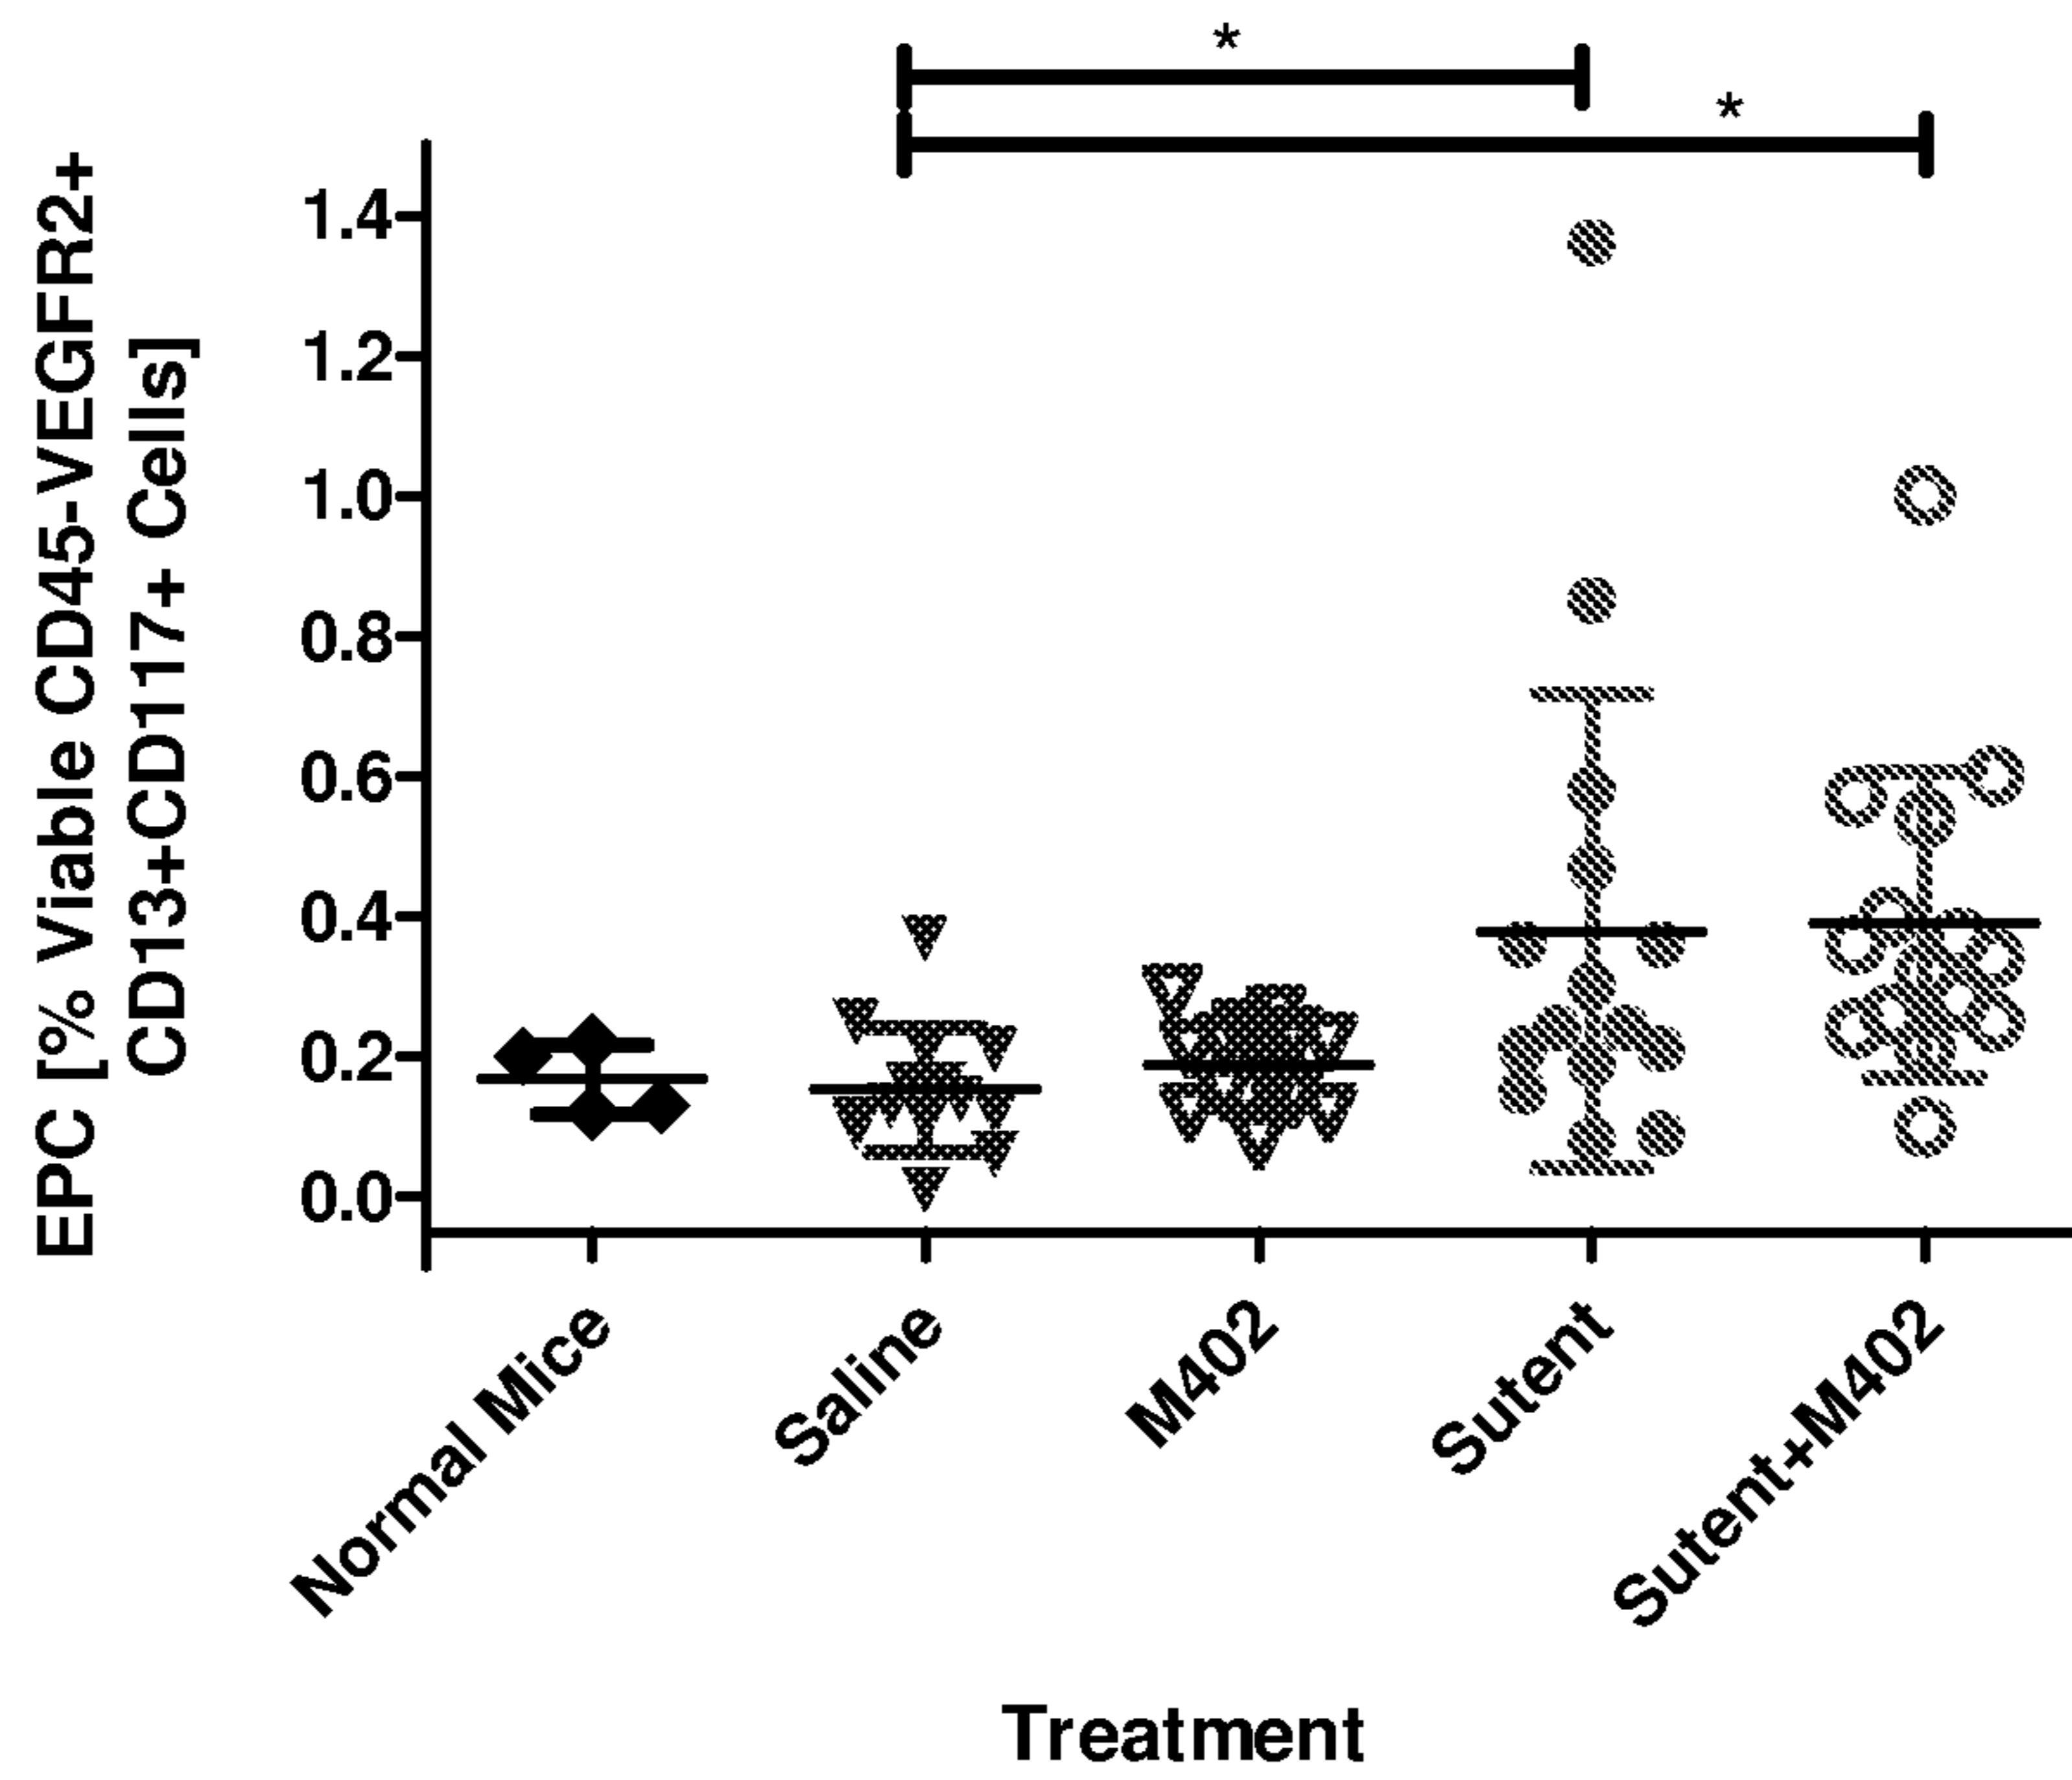 *
*
EPC [% Viable CD45-VEGFR2+
CD13+CD117+ Cells]
1.4
1.2
1.0
0.8
0.6
0.4
0.2
0.0
Normal Mice
Saline
M402
Sutent
Sutent+M402
Treatment